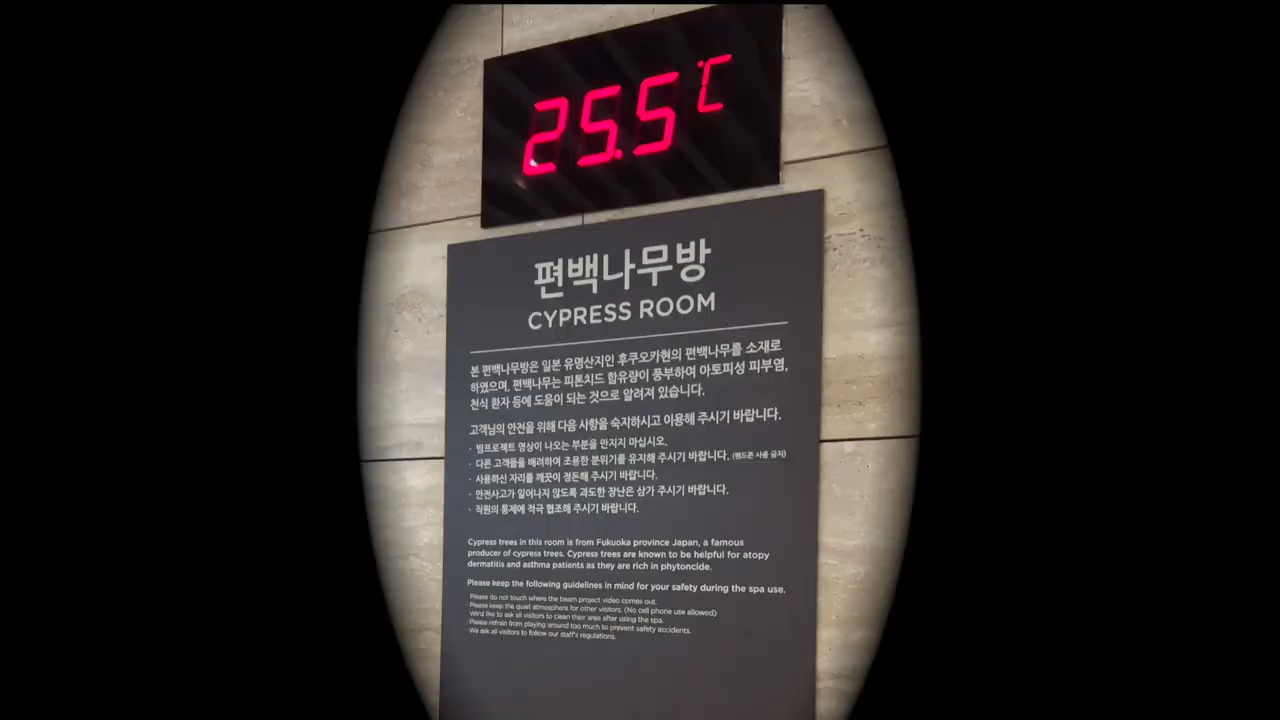 25.5℃
편백나무방
CYPRESS ROOM
본 편백나무방은 일본 유명산지인 후쿠오카현의 편백나무를 소재로
하였으며, 편백나무는 피톤치드 함유량이 풍부하여 아토피성 피부염,
천식 환자 등에 도움이 되는 것으로 알려져 있습니다.
고객님의 안전을 위해 다음 사항을 숙지하시고 이용해 주시기 바랍니다.
· 빔프로젝트 영상이 나오는 부분을 만지지 마십시오.
· 다른 고객들을 배려하여 조용한 분위기를 유지해 주시기 바랍니다. (핸드폰 사용 금지)
· 사용하신 자리를 깨끗이 정돈해 주시기 바랍니다.
· 안전사고가 일어나지 않도록 과도한 장난은 삼가 주시기 바랍니다.
· 직원의 통제에 적극 협조해 주시기 바랍니다.
Cypress trees in this room is from Fukuoka province Japan, a famous
producer of cypress trees. Cypress trees are known to be helpful for atopy
dermatitis and asthma patients as they are rich in phytoncide.
Please keep the following guidelines in mind for your safety during the spa use.
· Please do not touch where the beam project video comes out.
· Please keep the quiet atmosphere for other visitors. (No cell phone use allowed)
· We'd like to ask all visitors to clean their area after using the spa.
· Please refrain from playing around too much to prevent safety accidents.
· We ask all visitors to follow our staff's regulations.